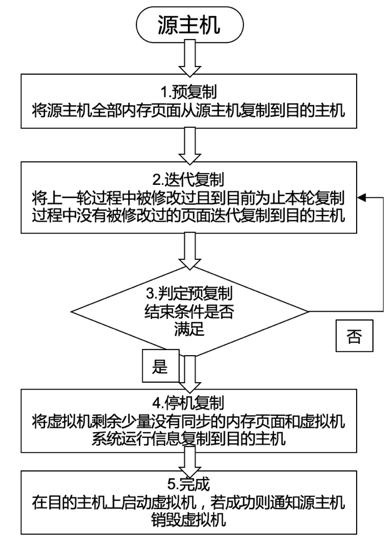 源主机
1.预复制
将源主机全部内存页面从源主机复制到目的主机
2.迭代复制
将上一轮过程中被修改过且到目前为止本轮复制
过程中没有被修改过的页面迭代复制到目的主机
3.判定预复制
结束条件是否
满足
否
是
4.停机复制
将虚拟机剩余少量没有同步的内存页面和虚拟机
系统运行信息复制到目的主机
5.完成
在目的主机上启动虚拟机，若成功则通知源主机
销毁虚拟机